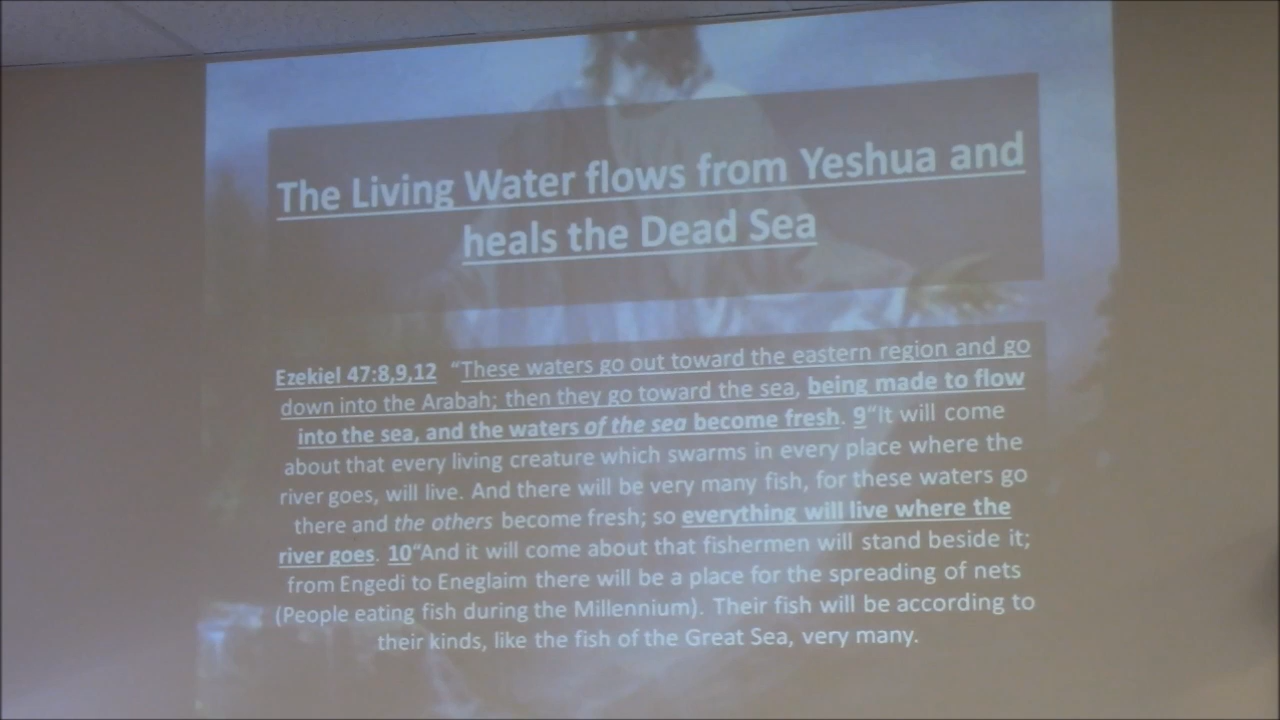 The Living Water flows from Yeshua and
heals the Dead Sea
Ezekiel 47:8,9,12 “These waters go out toward the eastern region and go
down into the Arabah; then they go toward the sea, being made to flow
into the sea, and the waters of the sea become fresh. 9“It will come
about that every living creature which swarms in every place where the
river goes, will live. And there will be very many fish, for these waters go
there and the others become fresh; so everything will live where the
river goes. 10“And it will come about that fishermen will stand beside it;
from Engedi to Eneglaim there will be a place for the spreading of nets
(People eating fish during the Millennium). Their fish will be according to
their kinds, like the fish of the Great Sea, very many.